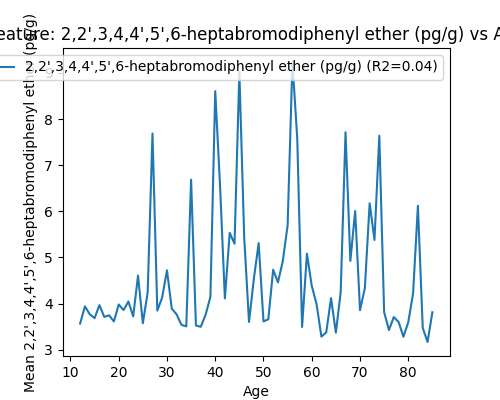 eature: 2,2',3,4,4',5',6-heptabromodiphenyl ether (pg/g) vs A
2,2',3,4,4',5',6-heptabromodiphenyl ether (pg/g) (R2=0.04)
Mean 2,2',3,4,4',5',6-heptabromodiphenyl ether (pg/g)
9
8
7
6
5
4
3
10 20 30 40 50 60 70 80
Age